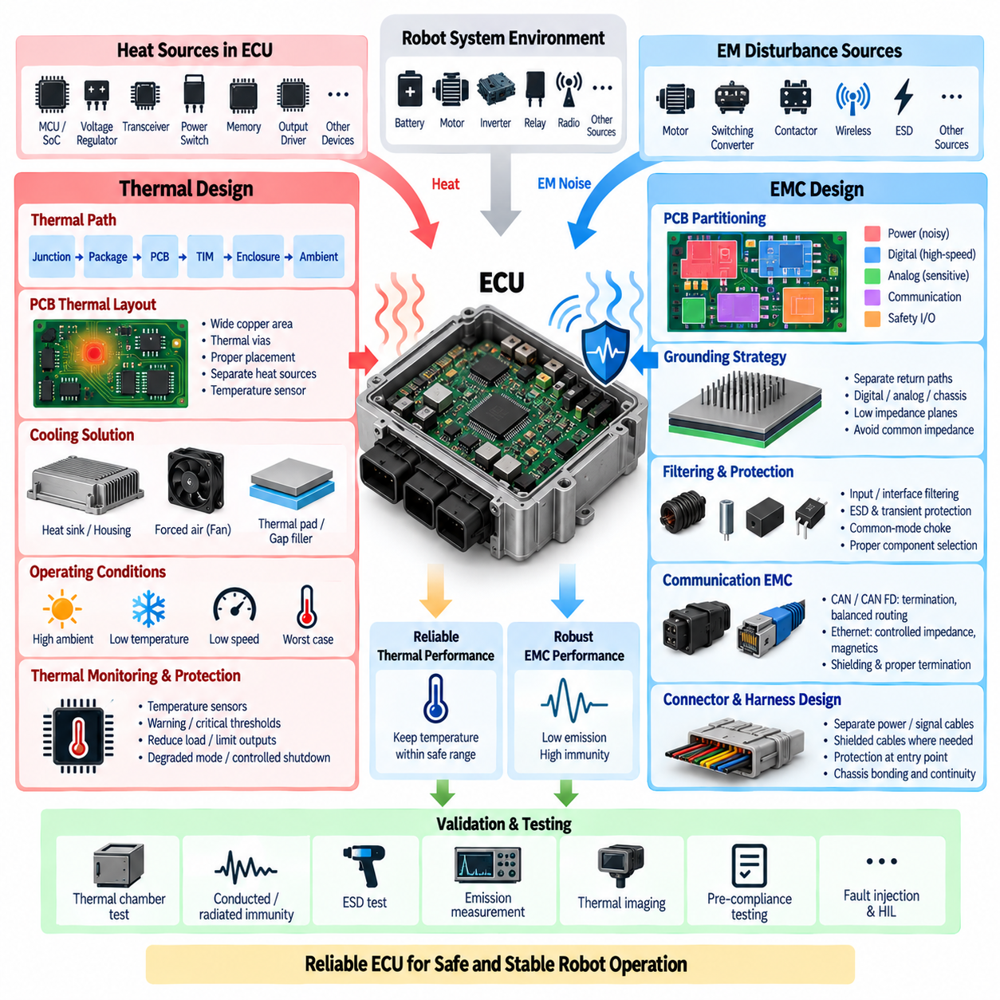 Heat Sources in ECU
MCU /
SoC
Voltage
Regulator
Transceiver
Power
Switch
Memory
Output
Driver
Other
Devices
Robot System Environment
Battery
Motor
Inverter
Relay
Radio
Other
Sources
EM Disturbance Sources
Motor
Switching
Converter
Contactor
Wireless
ESD
Other
Sources
Heat
EM Noise
Thermal Design
Thermal Path
Junction
Package
PCB
TIM
Enclosure
Ambient
PCB Thermal Layout
• Wide copper area
• Thermal vias
• Proper placement
• Separate heat sources
• Temperature sensor
Cooling Solution
Heat sink / Housing
Forced air (Fan)
Thermal pad /
Gap filler
Operating Conditions
High ambient
Low temperature
Low speed
Worst case
Thermal Monitoring & Protection
• Temperature sensors
• Warning / critical thresholds
• Reduce load / limit outputs
• Degraded mode / controlled shutdown
ECU
Reliable
Thermal Performance
Keep temperature
within safe range
Robust
EMC Performance
Low emission
High immunity
EMC Design
PCB Partitioning
Power (noisy)
Digital (high-speed)
Analog (sensitive)
Communication
Safety I/O
Grounding Strategy
• Separate return paths
• Digital / analog / chassis
• Low impedance planes
• Avoid common impedance
Filtering & Protection
• Input / interface filtering
• ESD & transient protection
• Common-mode choke
• Proper component selection
Communication EMC
• CAN / CAN FD: termination,
balanced routing
• Ethernet: controlled impedance,
magnetics
• Shielding & proper termination
Connector & Harness Design
• Separate power / signal cables
• Shielded cables where needed
• Protection at entry point
• Chassis bonding and continuity
Validation & Testing
Thermal chamber
test
Conducted /
radiated immunity
ESD test
Emission
measurement
Thermal imaging
Pre-compliance
testing
Fault injection
& HIL
Reliable ECU for Safe and Stable Robot Operation